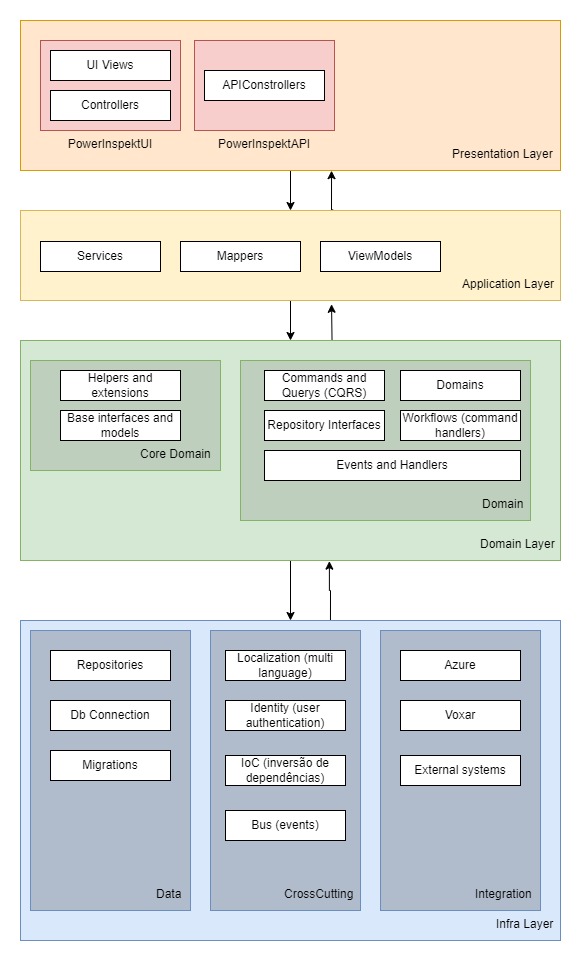 UI Views
Controllers
PowerInspektUI
APIConstrollers
PowerInspektAPI
Presentation Layer
Services
Mappers
ViewModels
Application Layer
Helpers and
extensions
Base interfaces and
models
Core Domain
Commands and
Querys (CQRS)
Domains
Repository Interfaces
Workflows (command
handlers)
Events and Handlers
Domain
Domain Layer
Repositories
Db Connection
Migrations
Data
Localization (multi
language)
Identity (user
authentication)
IoC (inversão de
dependências)
Bus (events)
CrossCutting
Azure
Voxar
External systems
Integration
Infra Layer